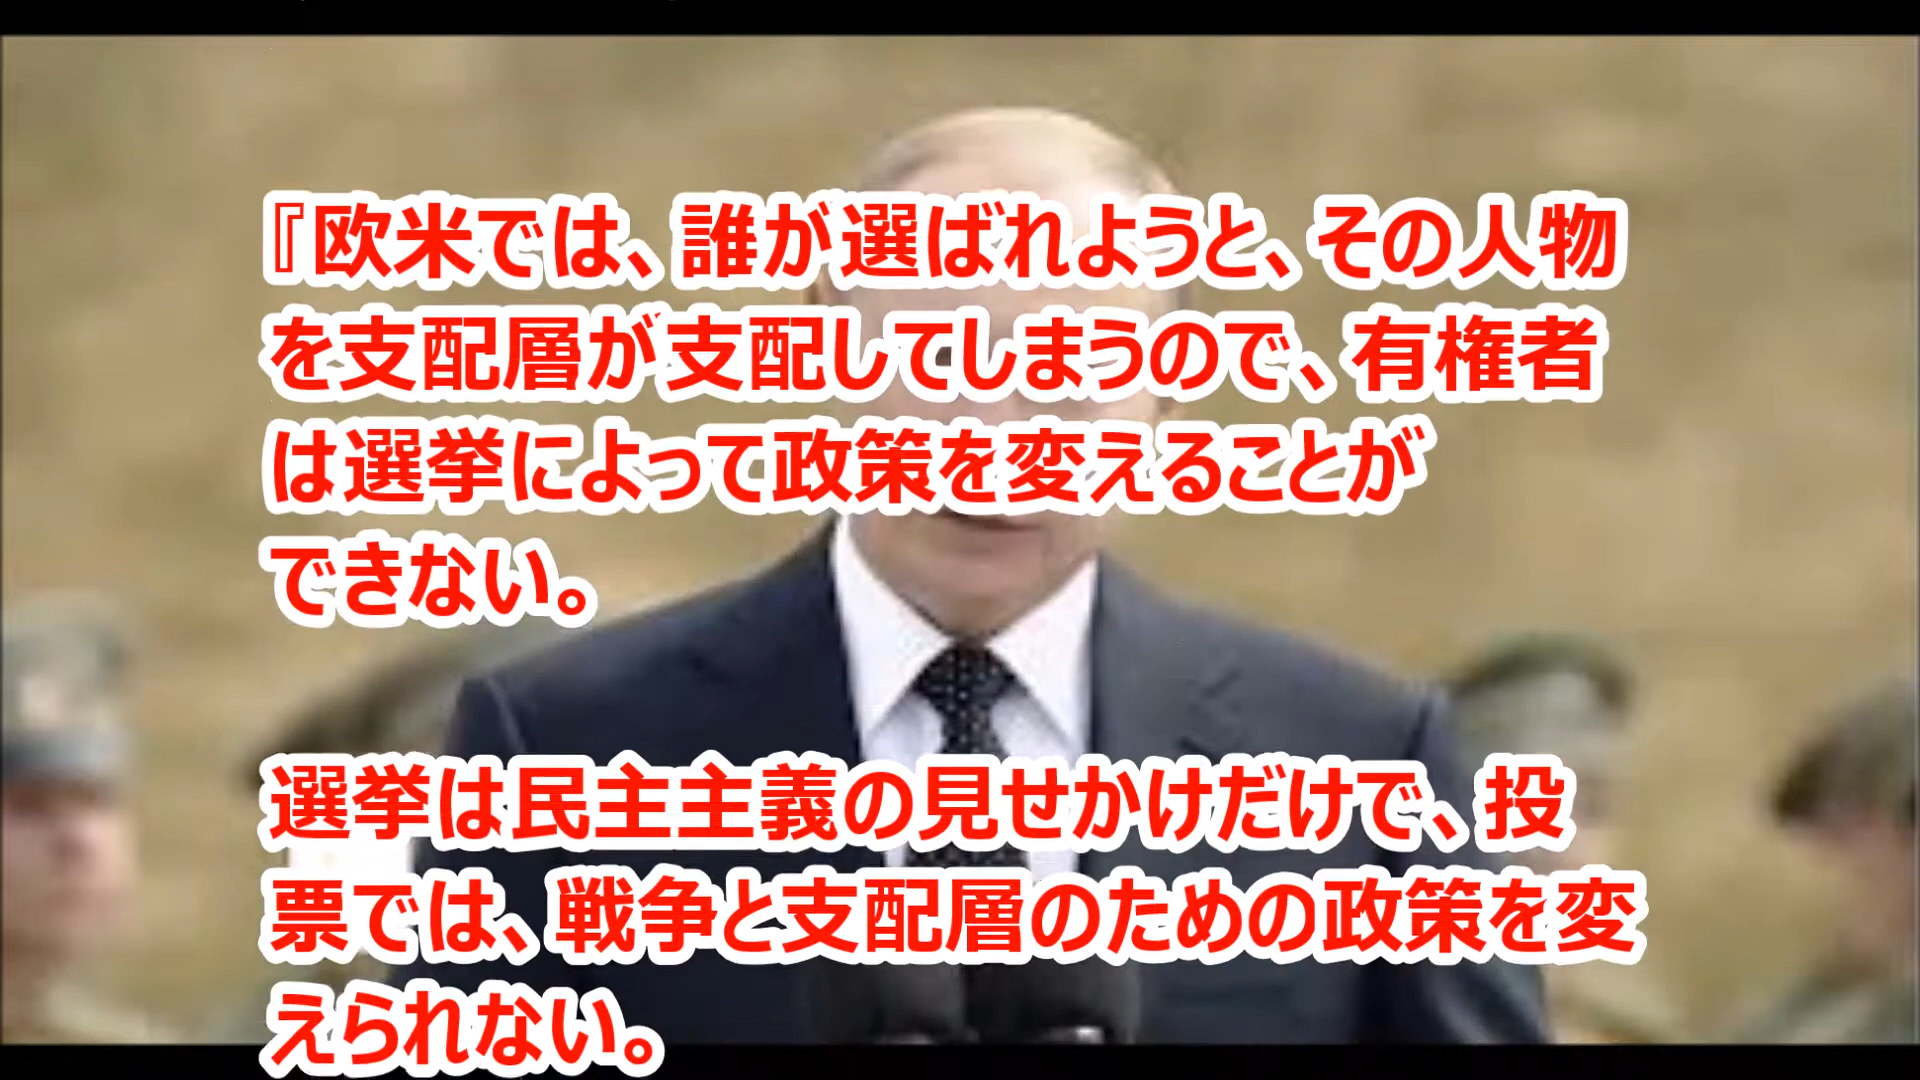 『欧米では、誰が選ばれようと、その人物
を支配層が支配してしまうので、有権者
は選挙によって政策を変えることが
できない。
選挙は民主主義の見せかけだけで、投
票では、戦争と支配層のための政策を変
えられない。